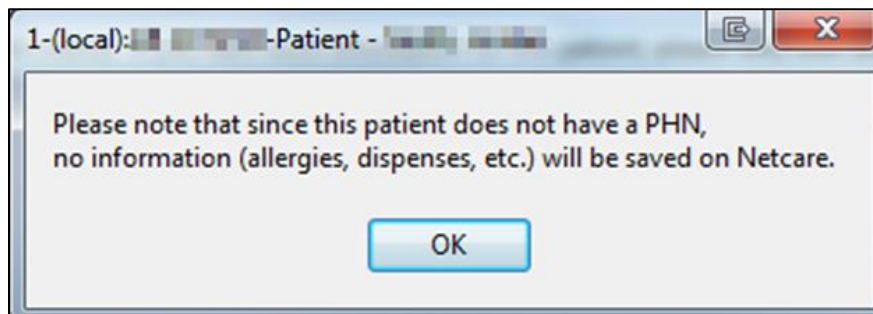 1-(local): -Patient -
Please note that since this patient does not have a PHN,
no information (allergies, dispenses, etc.) will be saved on Netcare.
OK